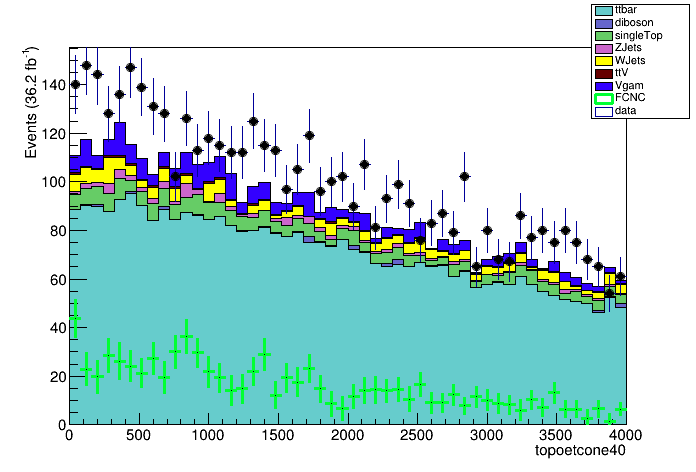 ttbar
diboson
singleTop
ZJets
WJets
ttV
Vgam
FCNC
data
Events (36.2 fb⁻¹)
140
120
100
80
60
40
20
0
0 500 1000 1500 2000 2500 3000 3500 4000
topoetcone40